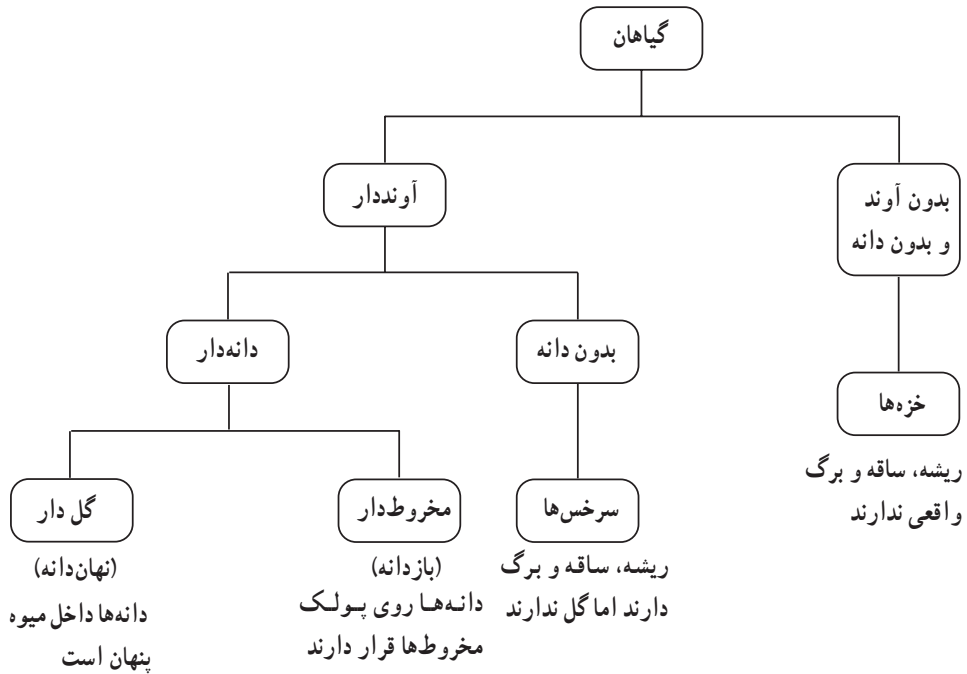 گیاهان
بدون آوند
و بدون دانه
آونددار
بدون دانه
دانه‌دار
خزه‌ها
ریشه، ساقه و برگ
واقعی ندارند
سرخس‌ها
ریشه، ساقه و برگ
دارند اما گل ندارند
مخروط‌دار
(بازدانه)
دانه‌ها روی پولک
مخروط‌ها قرار دارند
گل دار
(نهان‌دانه)
دانه‌ها داخل میوه
پنهان است